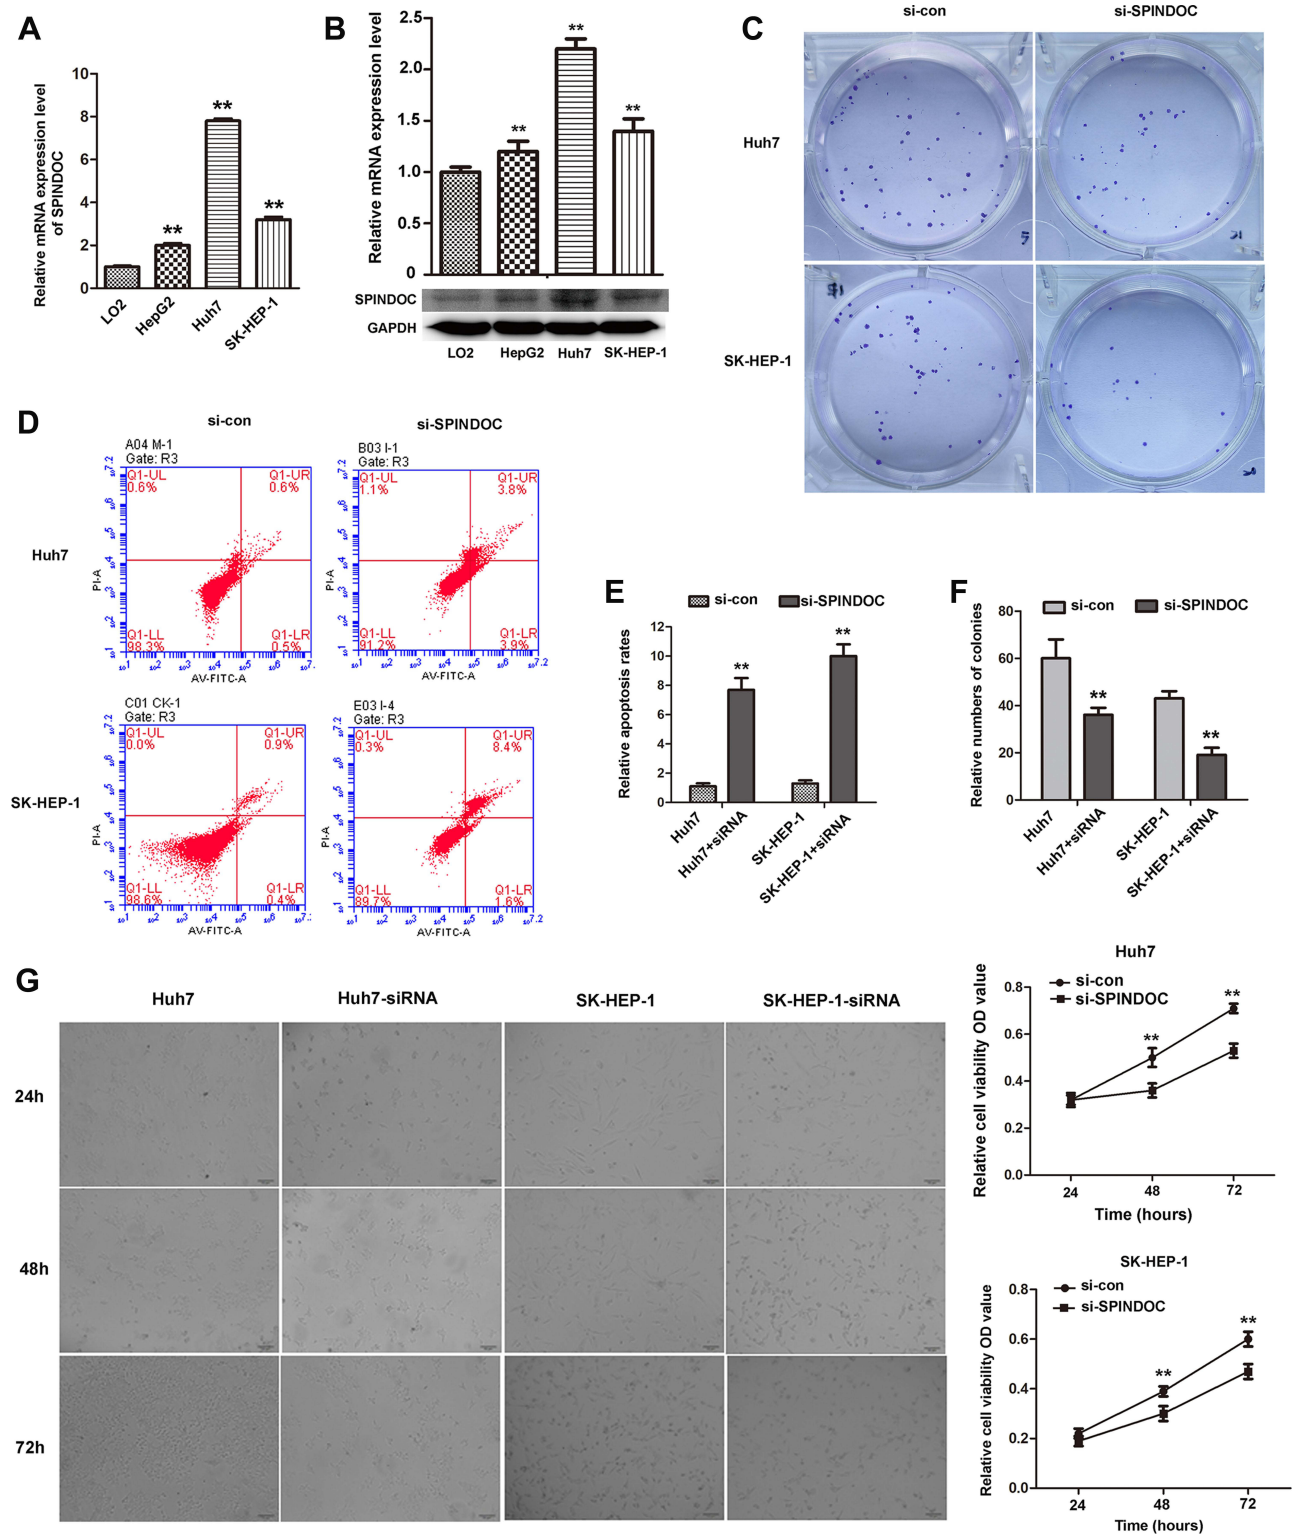 A
Relative mRNA expression level
of SPINDOC
10
8
6
4
2
0
**
**
**
LO2
HepG2
Huh7
SK-HEP-1
B
Relative mRNA expression level
2.5
2.0
1.5
1.0
0.5
0
**
**
**
SPINDOC
GAPDH
LO2
HepG2
Huh7
SK-HEP-1
C
si-con
si-SPINDOC
Huh7
SK-HEP-1
D
si-con
si-SPINDOC
Huh7
SK-HEP-1
A04 M-1
Gate: R3
Q1-UL
0.6%
Q1-UR
0.6%
Q1-LL
98.3%
Q1-LR
0.5%
PI-A
AV-FITC-A
B03 I-1
Gate: R3
Q1-UL
1.1%
Q1-UR
3.8%
Q1-LL
91.2%
Q1-LR
3.9%
PI-A
AV-FITC-A
C01 CK-1
Gate: R3
Q1-UL
0.0%
Q1-UR
0.9%
Q1-LL
98.6%
Q1-LR
0.4%
PI-A
AV-FITC-A
E03 I-4
Gate: R3
Q1-UL
0.3%
Q1-UR
8.4%
Q1-LL
89.7%
Q1-LR
1.6%
PI-A
AV-FITC-A
E
si-con
si-SPINDOC
Relative apoptosis rates
12
10
8
6
4
2
0
**
**
Huh7
Huh7+siRNA
SK-HEP-1
SK-HEP-1+siRNA
F
si-con
si-SPINDOC
Relative numbers of colonies
80
60
40
20
0
**
**
Huh7
Huh7+siRNA
SK-HEP-1
SK-HEP-1+siRNA
G
Huh7
Huh7-siRNA
SK-HEP-1
SK-HEP-1-siRNA
24h
48h
72h
Huh7
si-con
si-SPINDOC
Relative cell viability OD value
0.8
0.6
0.4
0.2
0.0
**
**
24
48
72
Time (hours)
SK-HEP-1
si-con
si-SPINDOC
Relative cell viability OD value
0.8
0.6
0.4
0.2
0.0
**
**
24
48
72
Time (hours)